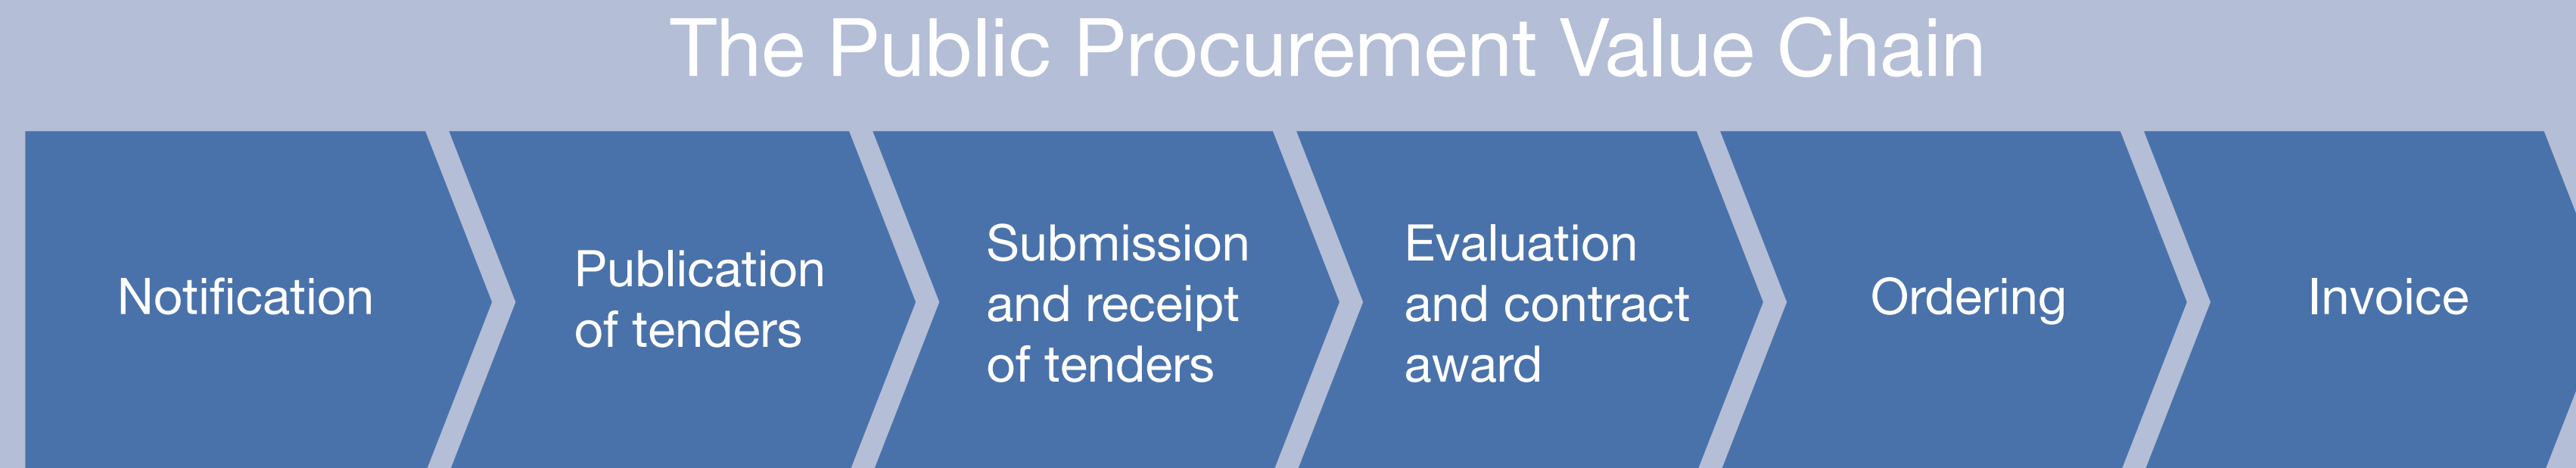 The Public Procurement Value Chain
Notification
Publication
of tenders
Submission
and receipt
of tenders
Evaluation
and contract
award
Ordering
Invoice